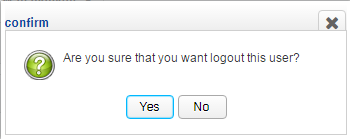 confirm
Are you sure that you want logout this user?
Yes No